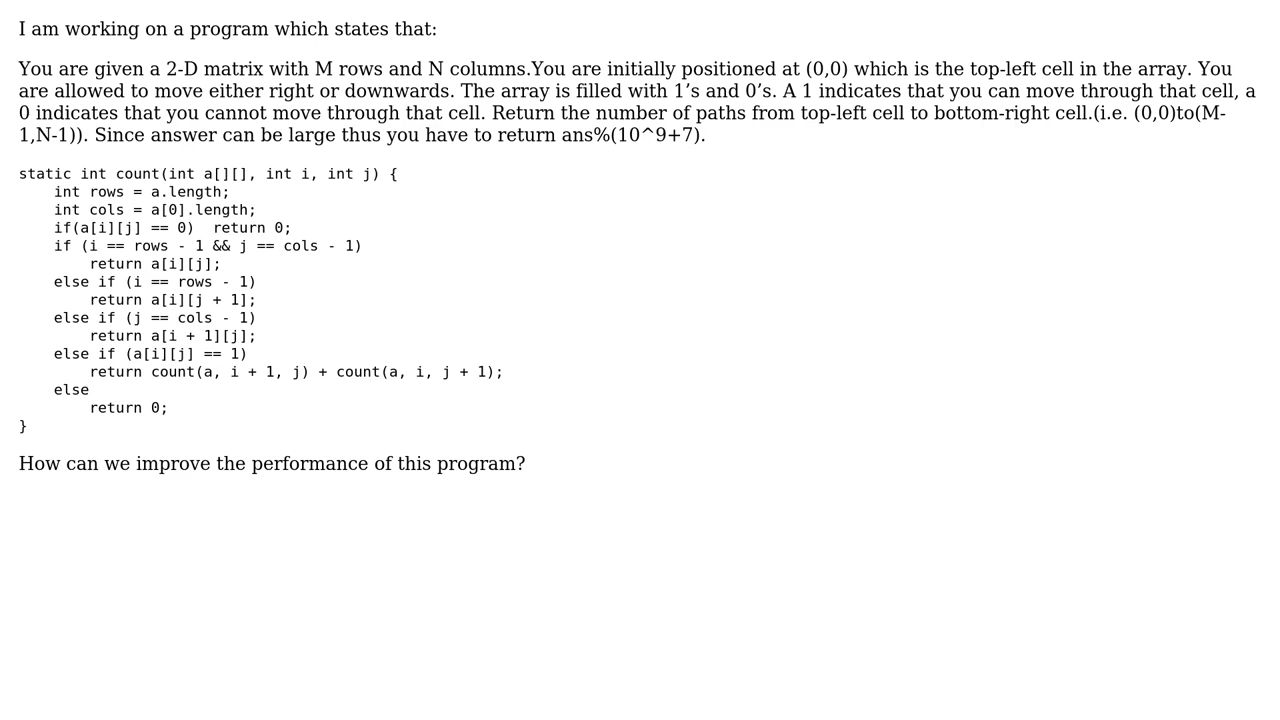 I am working on a program which states that:
You are given a 2-D matrix with M rows and N columns.You are initially positioned at (0,0) which is the top-left cell in the array. You
are allowed to move either right or downwards. The array is filled with 1’s and 0’s. A 1 indicates that you can move through that cell, a
0 indicates that you cannot move through that cell. Return the number of paths from top-left cell to bottom-right cell.(i.e. (0,0)to(M-
1,N-1)). Since answer can be large thus you have to return ans%(10^9+7).
static int count(int a[][], int i, int j) {
    int rows = a.length;
    int cols = a[0].length;
    if(a[i][j] == 0)  return 0;
    if (i == rows - 1 && j == cols - 1)
        return a[i][j];
    else if (i == rows - 1)
        return a[i][j + 1];
    else if (j == cols - 1)
        return a[i + 1][j];
    else if (a[i][j] == 1)
        return count(a, i + 1, j) + count(a, i, j + 1);
    else
        return 0;
}
How can we improve the performance of this program?